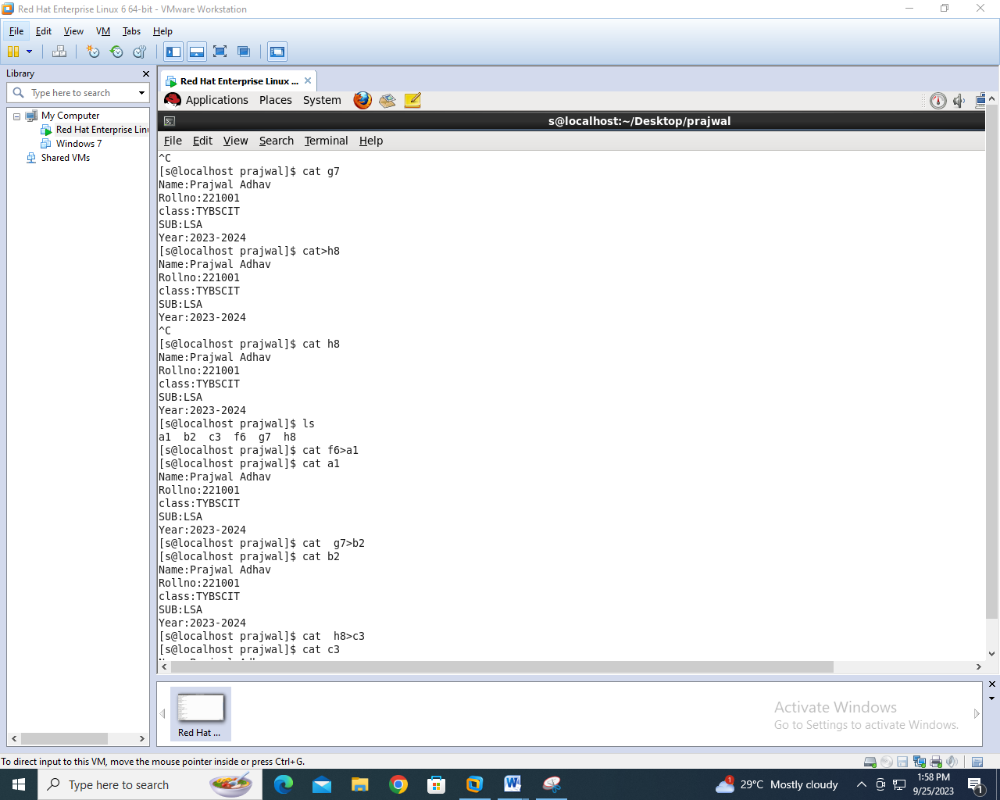 Red Hat Enterprise Linux 6 64-bit - VMware Workstation
File Edit View VM Tabs Help
Library
Type here to search
My Computer
Red Hat Enterprise Lin
Windows 7
Shared VMs
Red Hat Enterprise Linux ...
Applications Places System
s@localhost:~/Desktop/prajwal
File Edit View Search Terminal Help
^C
[s@localhost prajwal]$ cat g7
Name:Prajwal Adhav
Rollno:221001
class:TYBSCIT
SUB:LSA
Year:2023-2024
[s@localhost prajwal]$ cat>h8
Name:Prajwal Adhav
Rollno:221001
class:TYBSCIT
SUB:LSA
Year:2023-2024
^C
[s@localhost prajwal]$ cat h8
Name:Prajwal Adhav
Rollno:221001
class:TYBSCIT
SUB:LSA
Year:2023-2024
[s@localhost prajwal]$ ls
a1  b2  c3  f6  g7  h8
[s@localhost prajwal]$ cat f6>a1
[s@localhost prajwal]$ cat a1
Name:Prajwal Adhav
Rollno:221001
class:TYBSCIT
SUB:LSA
Year:2023-2024
[s@localhost prajwal]$ cat  g7>b2
[s@localhost prajwal]$ cat b2
Name:Prajwal Adhav
Rollno:221001
class:TYBSCIT
SUB:LSA
Year:2023-2024
[s@localhost prajwal]$ cat  h8>c3
[s@localhost prajwal]$ cat c3
Red Hat ...
Activate Windows
Go to Settings to activate Windows.
To direct input to this VM, move the mouse pointer inside or press Ctrl+G.
Type here to search
29°C Mostly cloudy
1:58 PM
9/25/2023